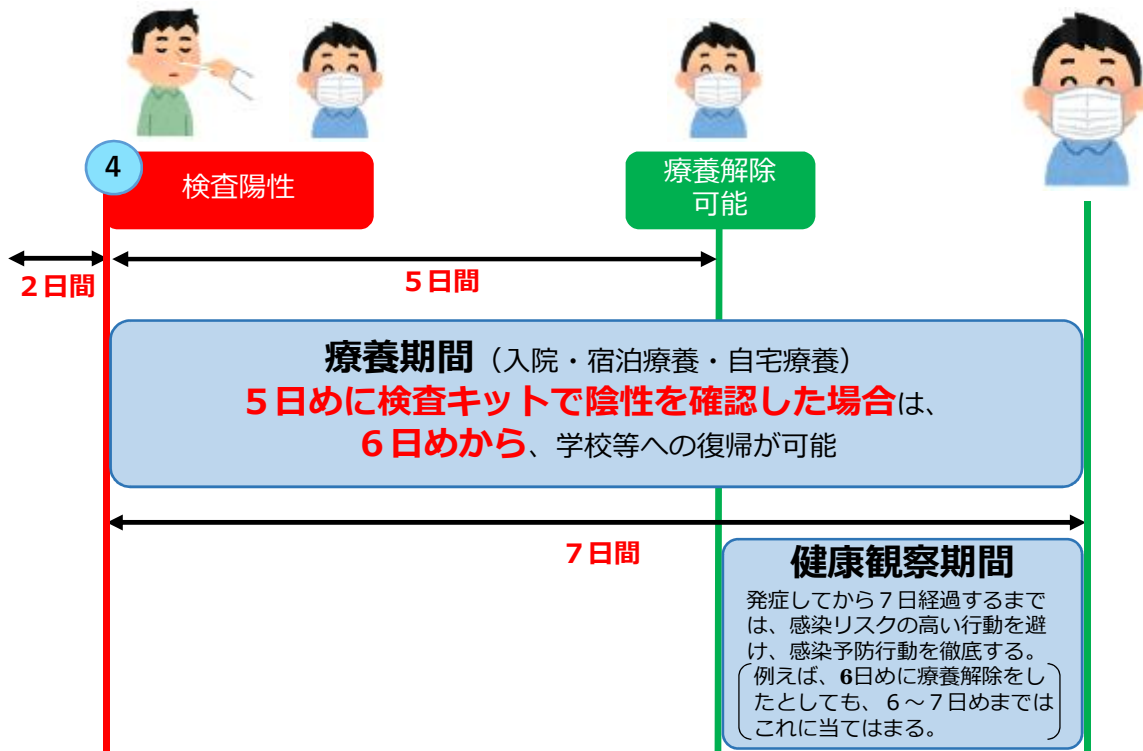 4
検査陽性
療養解除
可能
2日間
5日間
療養期間（入院・宿泊療養・自宅療養）
5日めに検査キットで陰性を確認した場合は、
6日めから、学校等への復帰が可能
7日間
健康観察期間
発症してから７日経過するまで
は、感染リスクの高い行動を避
け、感染予防行動を徹底する。
例えば、6日めに療養解除をし
たとしても、６～７日めまでは
これに当てはまる。